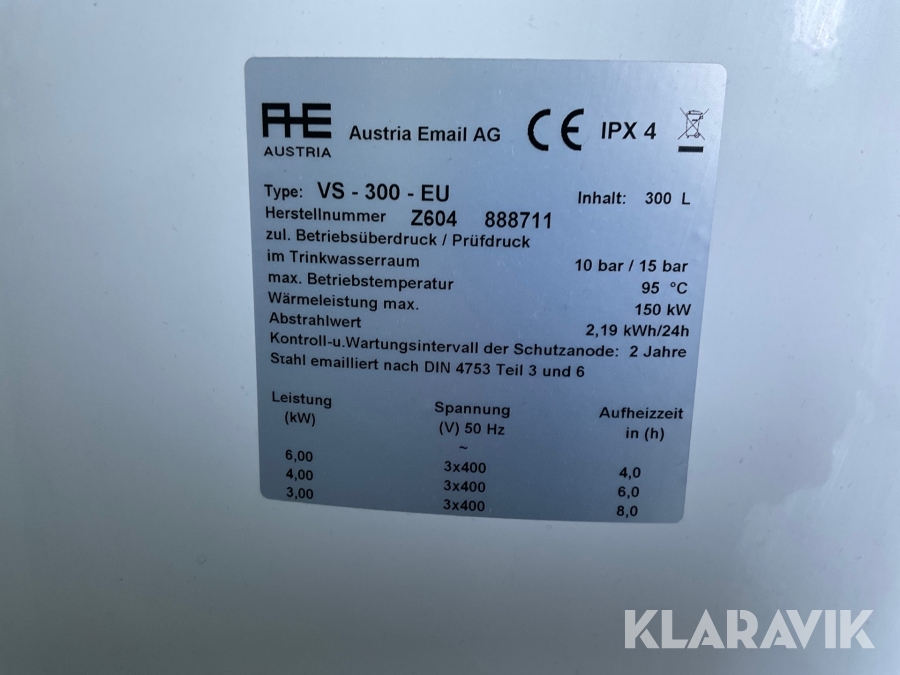 AHE
AUSTRIA
Austria Email AG CE IPX 4
Type: VS - 300 - EU Inhalt: 300 L
Herstellnummer Z604 888711
zul. Betriebsüberdruck / Prüfdruck
im Trinkwasserraum 10 bar / 15 bar
max. Betriebstemperatur 95 °C
Wärmeleistung max. 150 kW
Abstrahlwert 2,19 kWh/24h
Kontroll-u.Wartungsintervall der Schutzanode: 2 Jahre
Stahl emailliert nach DIN 4753 Teil 3 und 6
Leistung Spannung Aufheizzeit
(kW) (V) 50 Hz in (h)
~
6,00 3x400 4,0
4,00 3x400 6,0
3,00 3x400 8,0
KLARAVIK